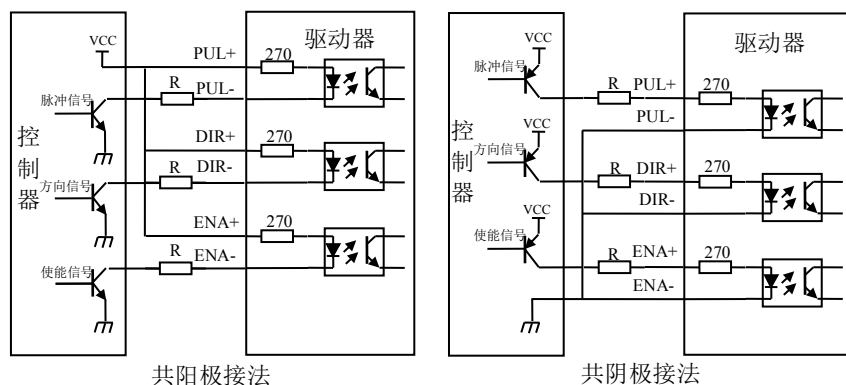 VCC
PUL+
270
驱动器
脉冲信号
R
PUL-
DIR+
270
控制器
方向信号
R
DIR-
ENA+
270
使能信号
R
ENA-
共阳极接法
VCC
驱动器
脉冲信号
R
PUL+
270
PUL-
控制器
VCC
方向信号
R
DIR+
270
DIR-
VCC
使能信号
R
ENA+
270
ENA-
共阴极接法